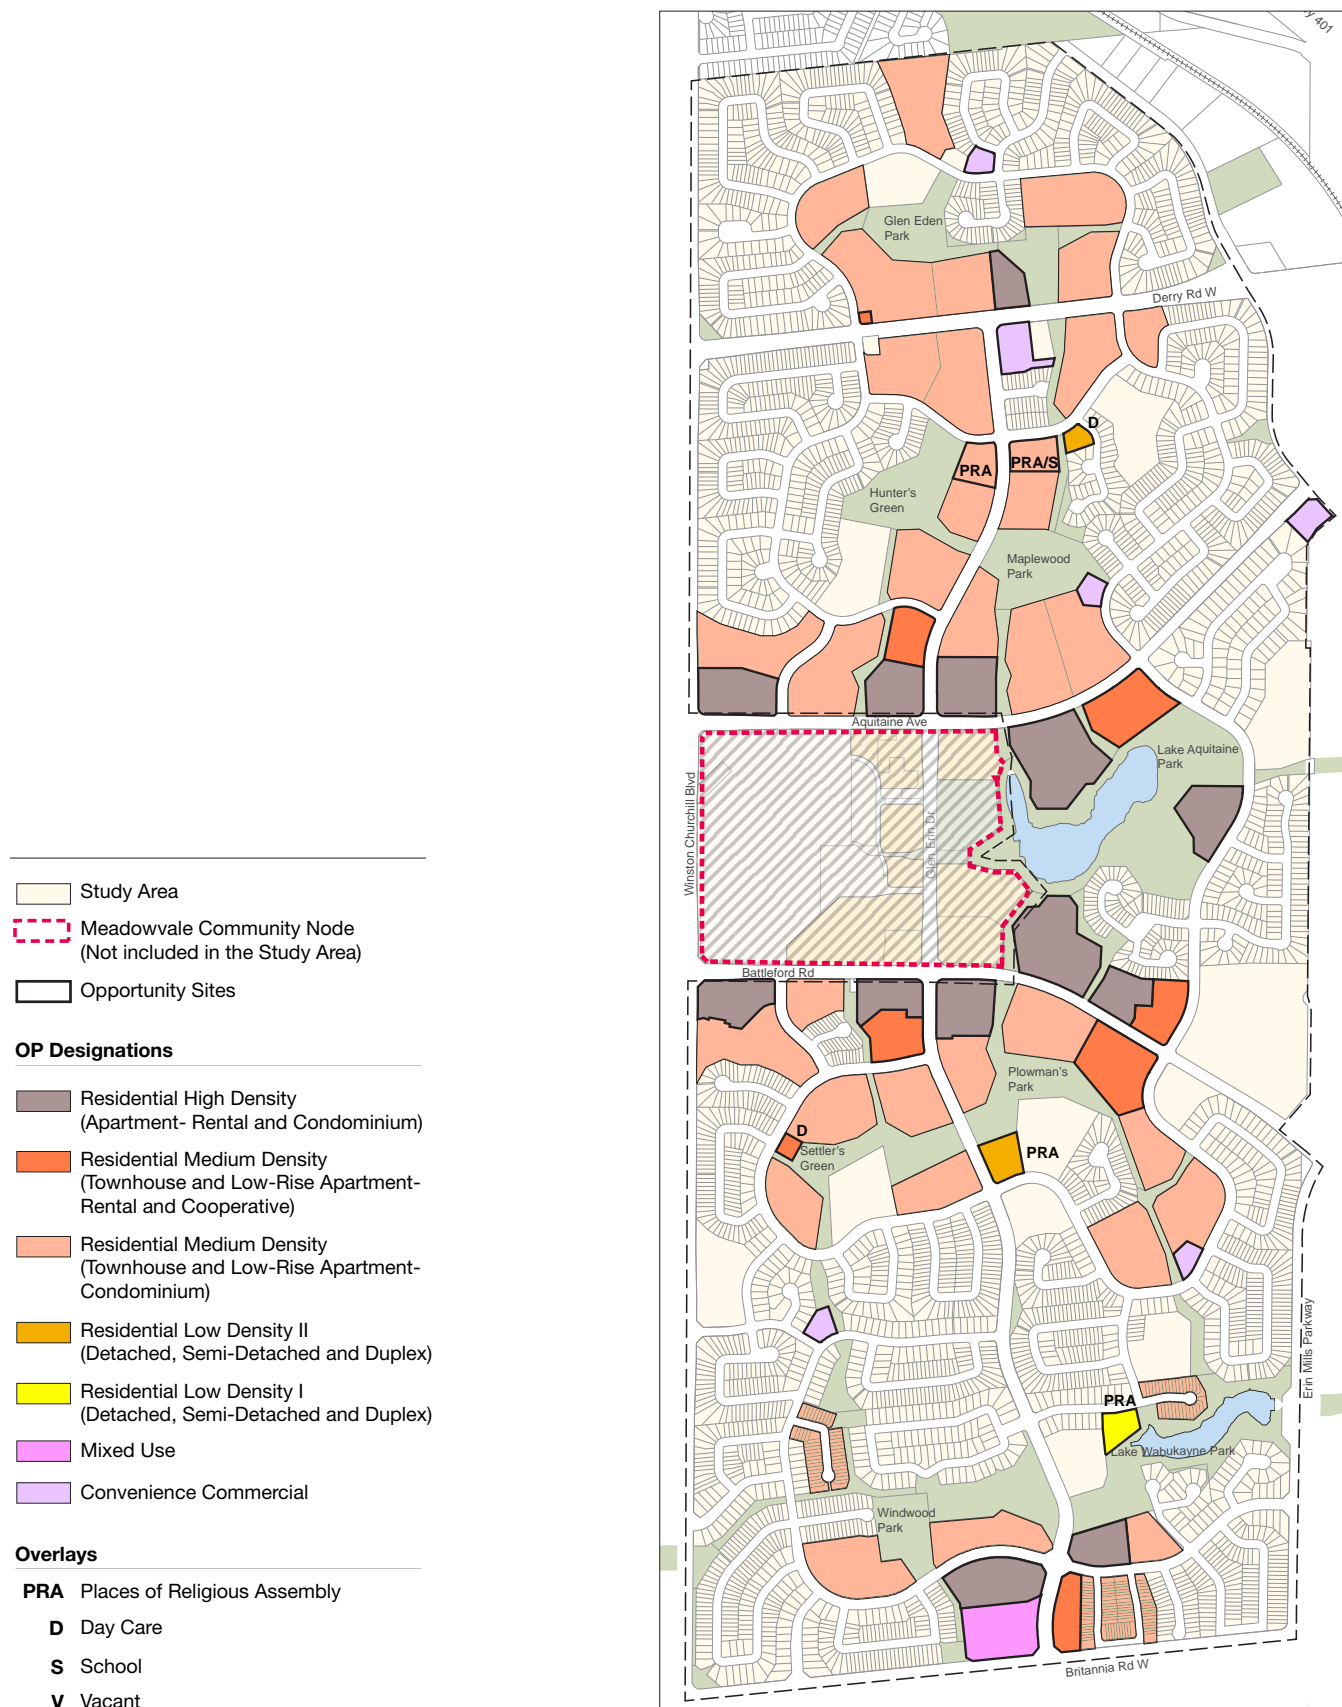 Study Area
Meadowvale Community Node
(Not included in the Study Area)
Opportunity Sites
OP Designations
Residential High Density
(Apartment- Rental and Condominium)
Residential Medium Density
(Townhouse and Low-Rise Apartment-
Rental and Cooperative)
Residential Medium Density
(Townhouse and Low-Rise Apartment-
Condominium)
Residential Low Density II
(Detached, Semi-Detached and Duplex)
Residential Low Density I
(Detached, Semi-Detached and Duplex)
Mixed Use
Convenience Commercial
Overlays
PRA Places of Religious Assembly
D Day Care
S School
V Vacant
y 401
Glen Eden
Park
Derry Rd W
D
PRA
PRA/S
Hunter's
Green
Maplewood
Park
Aquitaine Ave
Lake Aquitaine
Park
Winston Churchill Blvd
Glen Erin Dr
Battleford Rd
Plowman's
Park
D
Settler's
Green
PRA
Erin Mills Parkway
PRA
Lake Wabukayne Park
Windwood
Park
Britannia Rd W